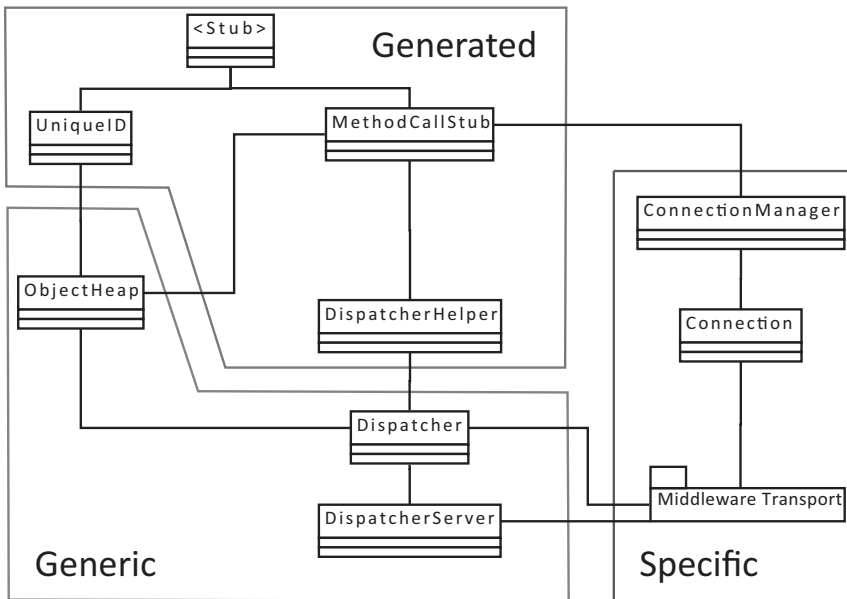 <Stub>
Generated
UniqueID
MethodCallStub
ConnectionManager
ObjectHeap
DispatcherHelper
Connection
Dispatcher
Middleware Transport
DispatcherServer
Generic
Specific